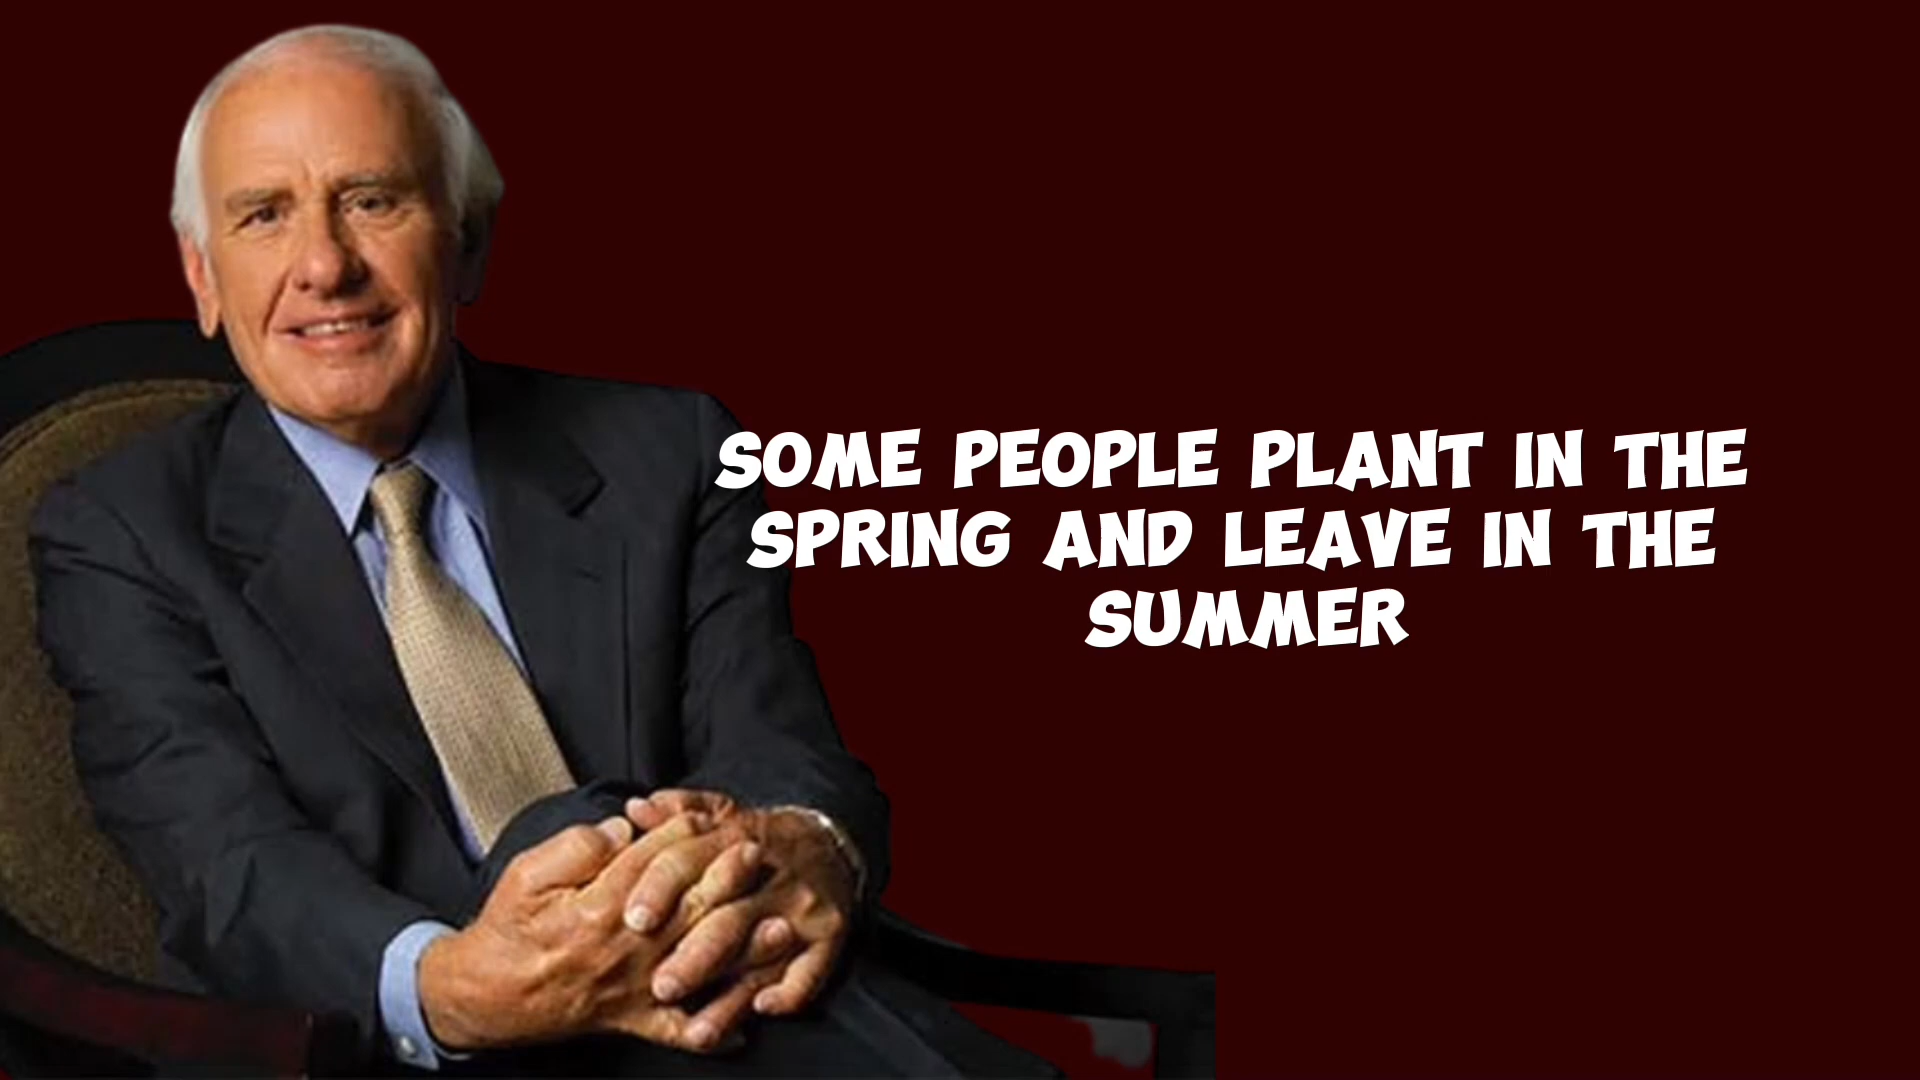 SOME PEOPLE PLANT IN THE
SPRING AND LEAVE IN THE
SUMMER